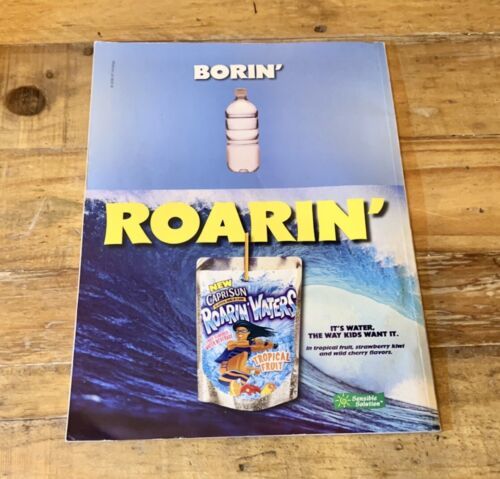 BORIN'
ROARIN'
NEW
CAPRI SUN
ROARIN' WATERS
TROPICAL
FRUIT
IT'S WATER,
THE WAY KIDS WANT IT.
In tropical fruit, strawberry kiwi
and wild cherry flavors.
Sensible
Solution